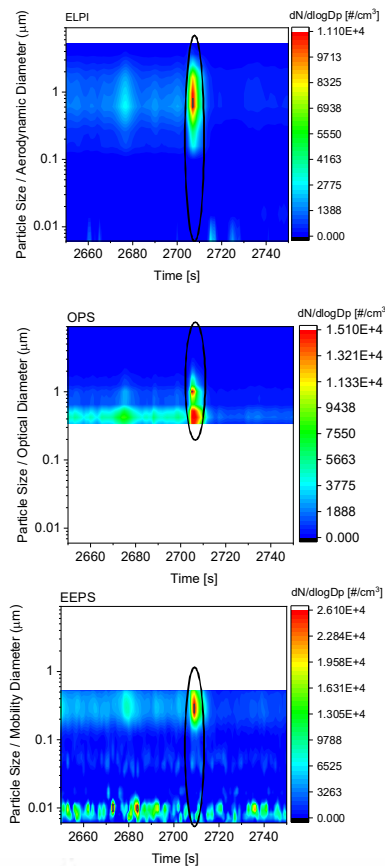 ELPI
dN/dlogDp [#/cm³
Particle Size / Aerodynamic Diameter (μm)
1
0.1
0.01
2660 2680 2700 2720 2740
Time [s]
1.110E+4
9713
8325
6938
5550
4163
2775
1388
0.000
OPS
dN/dlogDp [#/cm³
Particle Size / Optical Diameter (μm)
1
0.1
0.01
2660 2680 2700 2720 2740
Time [s]
1.510E+4
1.321E+4
1.133E+4
9438
7550
5663
3775
1888
0.000
EEPS
dN/dlogDp [#/cm³]
Particle Size / Mobility Diameter (μm)
1
0.1
0.01
2660 2680 2700 2720 2740
Time [s]
2.610E+4
2.284E+4
1.958E+4
1.631E+4
1.305E+4
9788
6525
3263
0.000